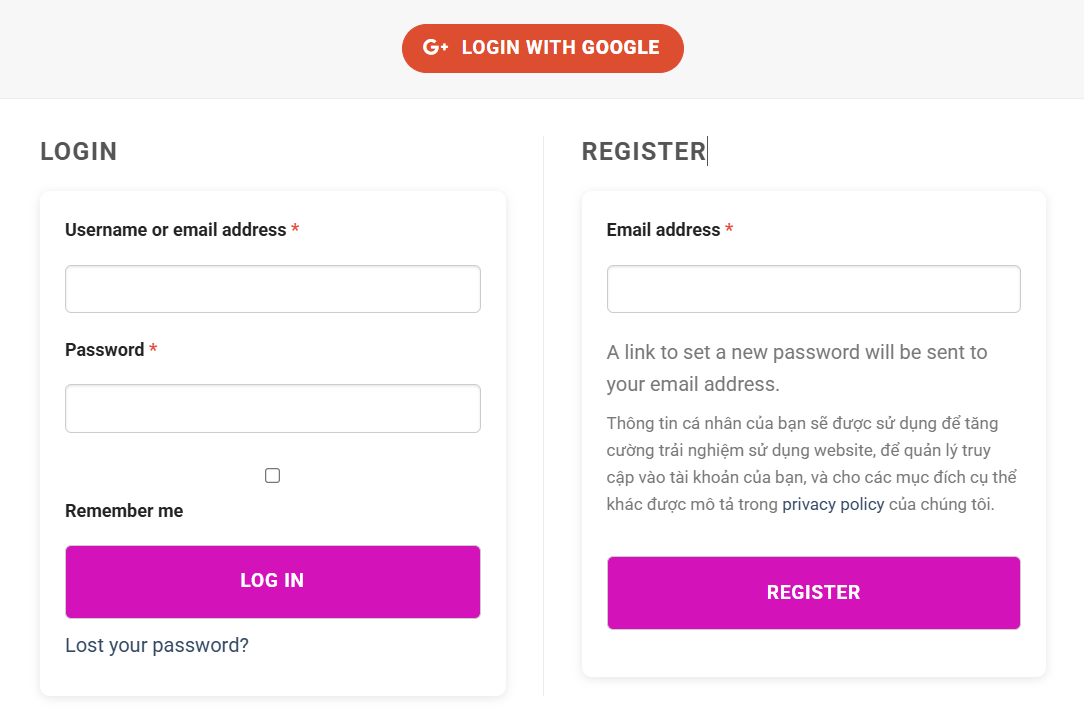 G+ LOGIN WITH GOOGLE
LOGIN
Username or email address *
Password *
Remember me
LOG IN
Lost your password?
REGISTER
Email address *
A link to set a new password will be sent to
your email address.
Thông tin cá nhân của bạn sẽ được sử dụng để tăng
cường trải nghiệm sử dụng website, để quản lý truy
cập vào tài khoản của bạn, và cho các mục đích cụ thể
khác được mô tả trong privacy policy của chúng tôi.
REGISTER